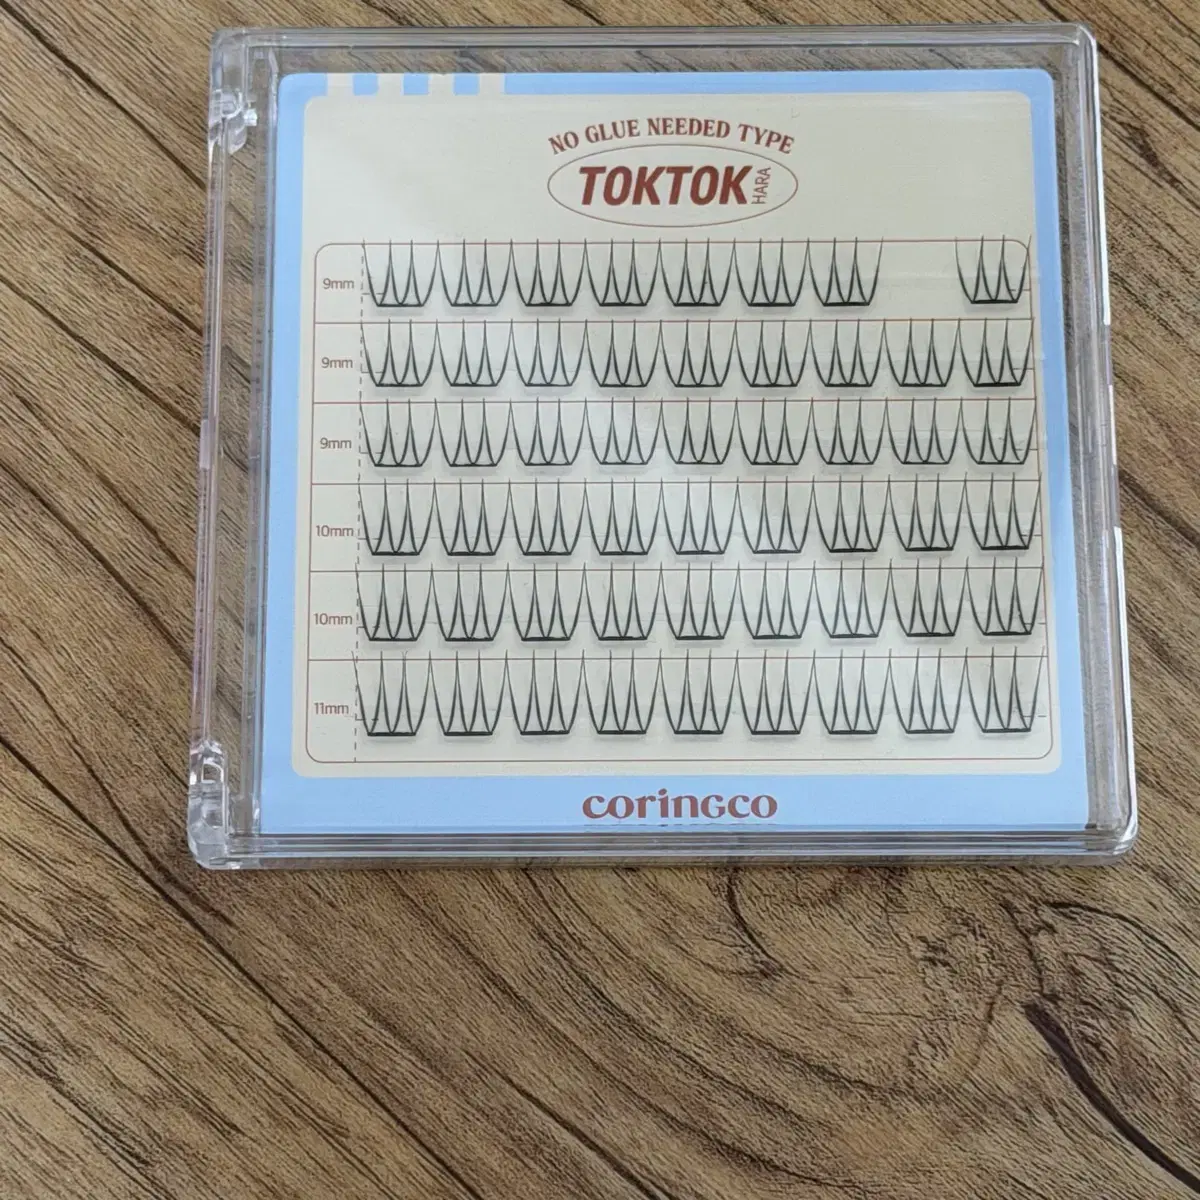 NO GLUE NEEDED TYPE
TOKTOK HARA
9mm
9mm
9mm
10mm
10mm
11mm
coringco